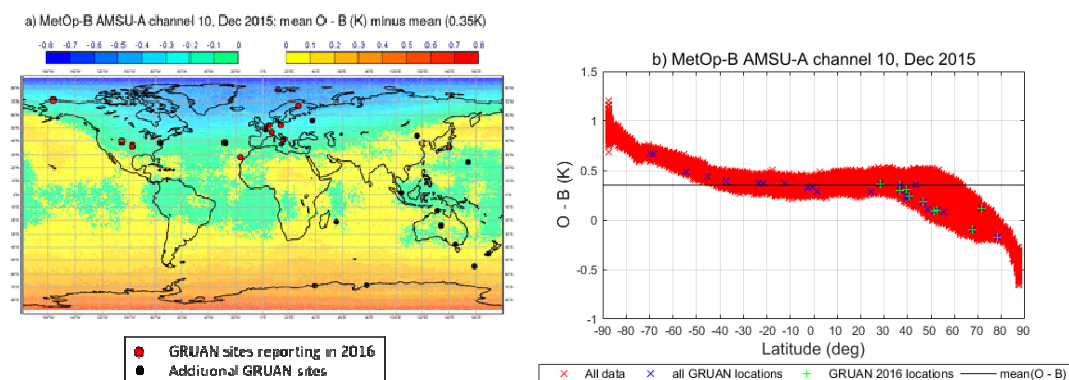 a) MetOp-B AMSU-A channel 10, Dec 2015: mean O - B (K) minus mean (0.35K)
-0.8 -0.7 -0.6 -0.5 -0.4 -0.3 -0.2 -0.1 0
0 0.1 0.2 0.3 0.4 0.5 0.6 0.7 0.8
GRUAN sites reporting in 2016
Additional GRUAN sites
b) MetOp-B AMSU-A channel 10, Dec 2015
O - B (K)
1.5
1
0.5
0
-0.5
-1
-90 -80 -70 -60 -50 -40 -30 -20 -10 0 10 20 30 40 50 60 70 80 90
Latitude (deg)
All data
all GRUAN locations
GRUAN 2016 locations
mean(O - B)